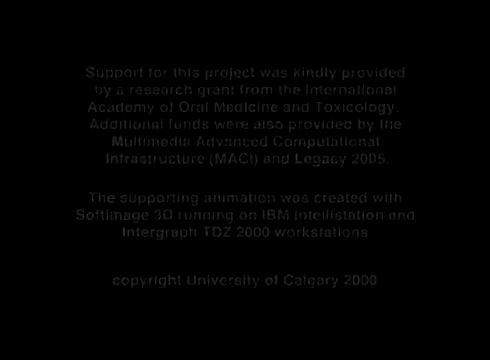 Support for this project was kindly provided
by a research grant from the International
Academy of Oral Medicine and Toxicology.
Additional funds were also provided by the
Multimedia Advanced Computational
Infrastructure (MACI) and Legacy 2005.
The supporting animation was created with
Softimage 3D running on IBM Intellistation and
Intergraph TDZ 2000 workstations
copyright University of Calgary 2000